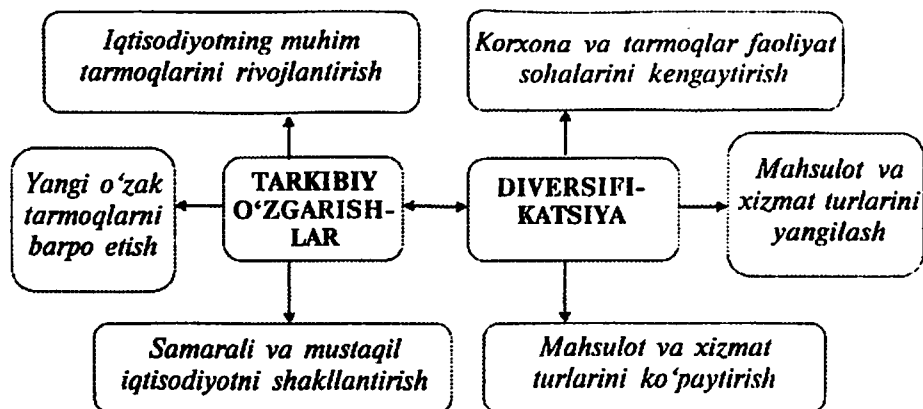 Iqtisodiyotning muhim
tarmoqlarini rivojlantirish
Korxona va tarmoqlar faoliyat
sohalarini kengaytirish
Yangi o‘zak
tarmoqlarni
barpo etish
TARKIBIY
O‘ZGARISH-
LAR
DIVERSIFI-
KATSIYA
Mahsulot va
xizmat turlarini
yangilash
Samarali va mustaqil
iqtisodiyotni shakllantirish
Mahsulot va xizmat
turlarini ko‘paytirish